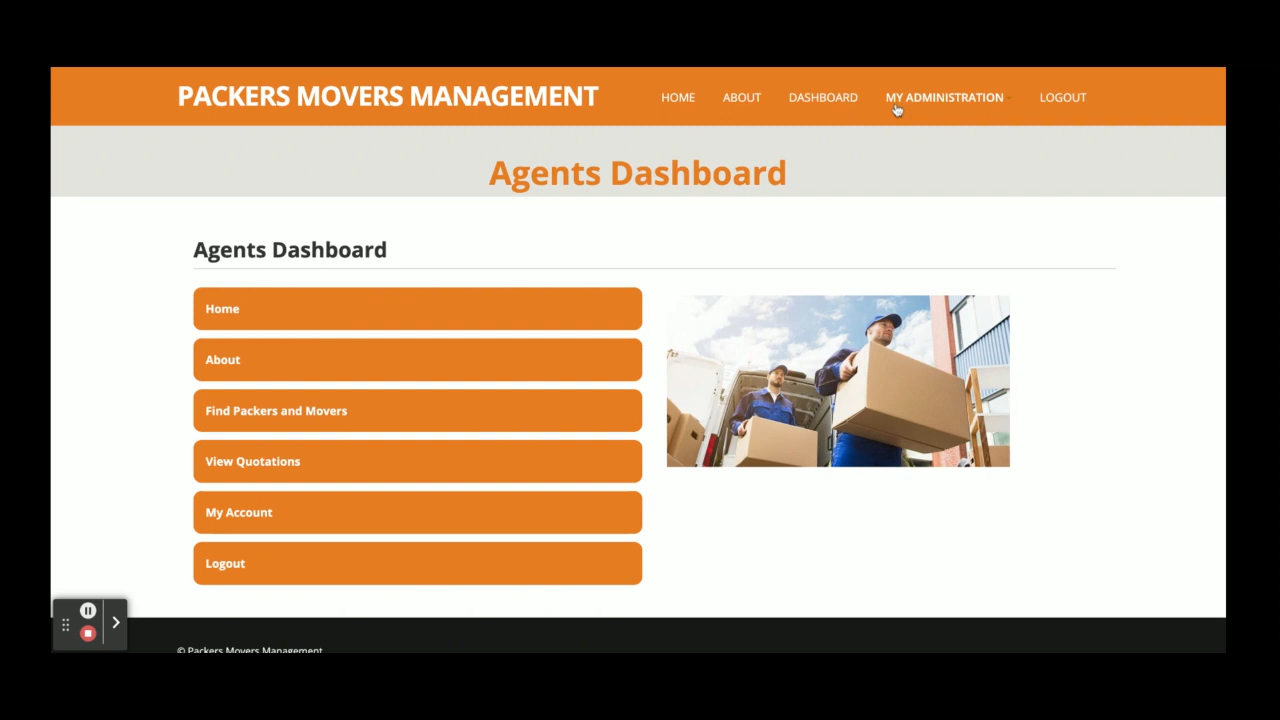 PACKERS MOVERS MANAGEMENT
HOME ABOUT DASHBOARD MY ADMINISTRATION LOGOUT
Agents Dashboard
Agents Dashboard
Home
About
Find Packers and Movers
View Quotations
My Account
Logout
© Packers Movers Management